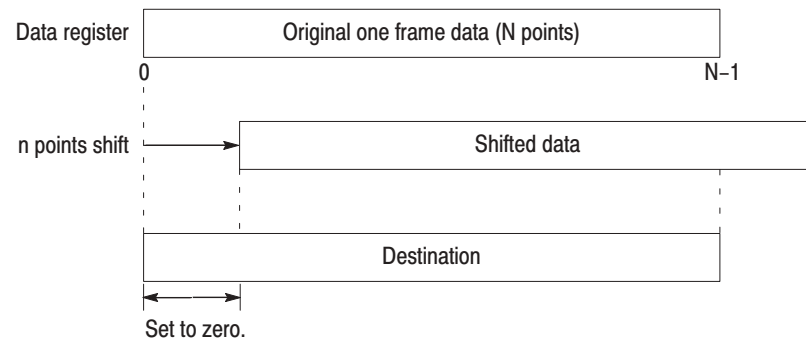 Data register Original one frame data (N points)
0 N–1
n points shift Shifted data
Destination
Set to zero.